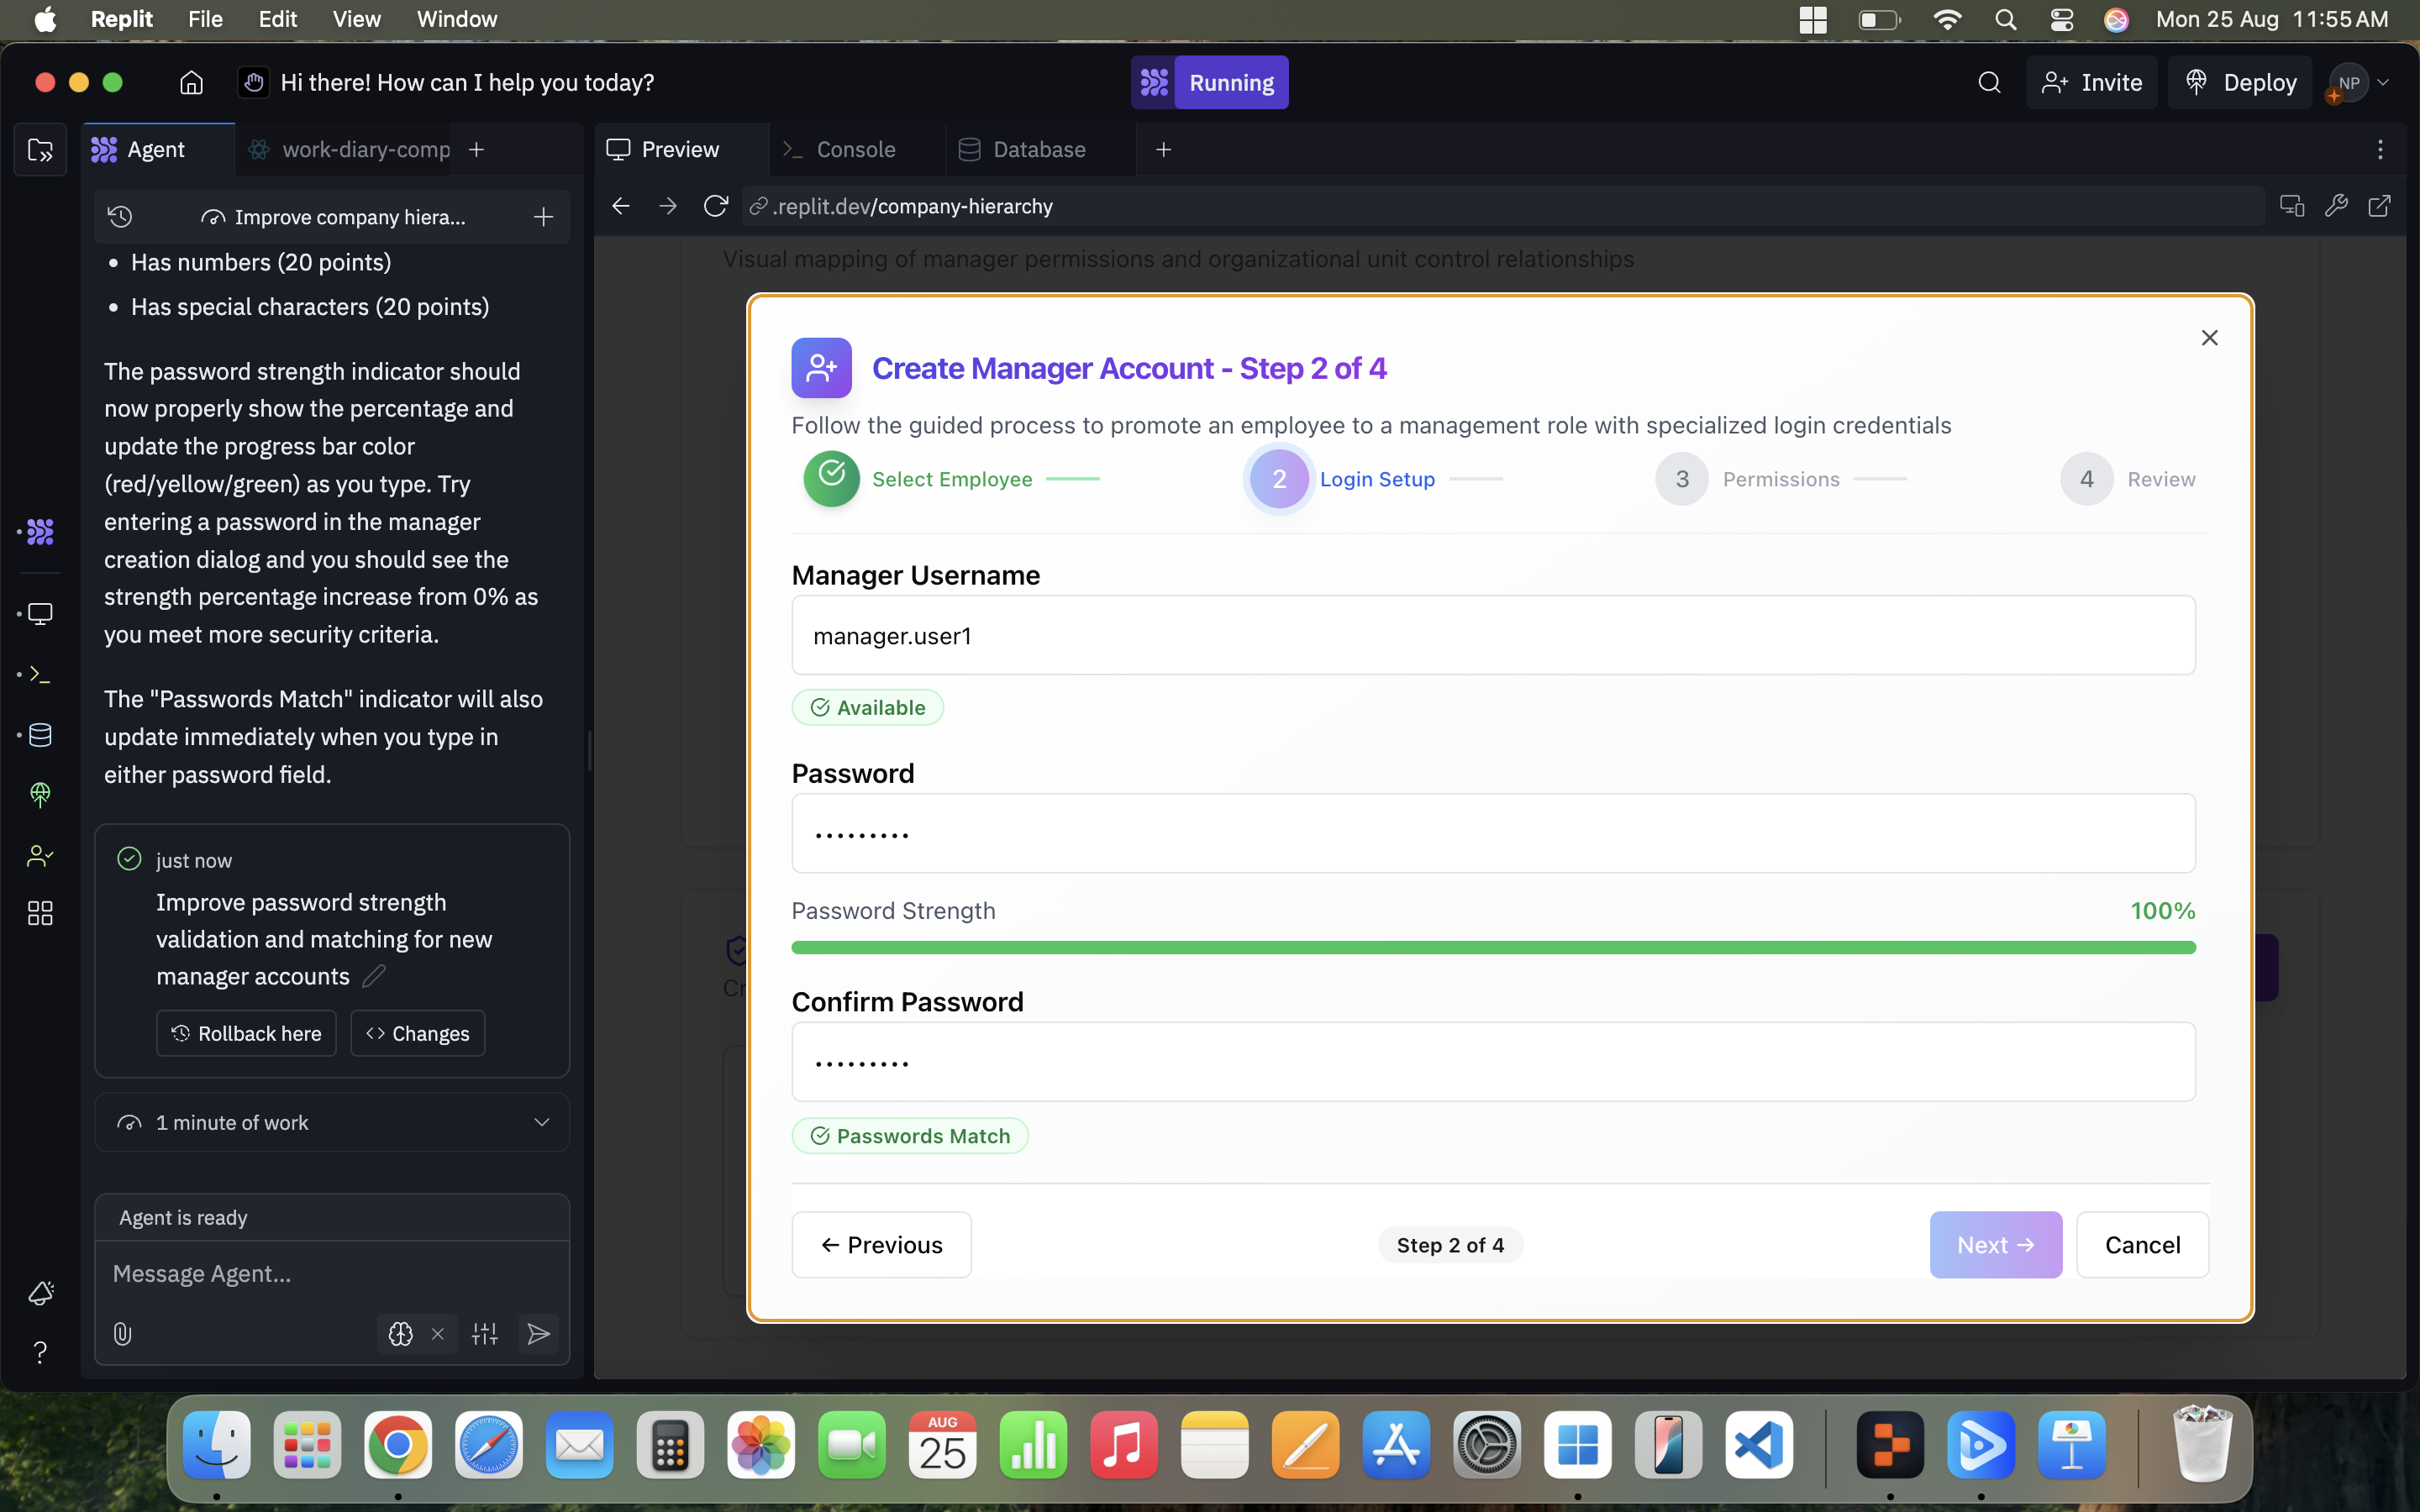 Replit File Edit View Window Mon 25 Aug 11:55 AM
Hi there! How can I help you today? Running Invite Deploy NP
Agent work-diary-comp
Improve company hiera...
Has numbers (20 points)
Has special characters (20 points)
The password strength indicator should
now properly show the percentage and
update the progress bar color
(red/yellow/green) as you type. Try
entering a password in the manager
creation dialog and you should see the
strength percentage increase from 0% as
you meet more security criteria.
The "Passwords Match" indicator will also
update immediately when you type in
either password field.
just now
Improve password strength
validation and matching for new
manager accounts
Rollback here Changes
1 minute of work
Agent is ready
Message Agent...
Preview Console Database
.replit.dev/company-hierarchy
Visual mapping of manager permissions and organizational unit control relationships
Create Manager Account - Step 2 of 4
Follow the guided process to promote an employee to a management role with specialized login credentials
Select Employee 2 Login Setup 3 Permissions 4 Review
Manager Username
manager.user1
Available
Password
Password Strength 100%
Confirm Password
Passwords Match
← Previous Step 2 of 4 Next → Cancel
AUG
25